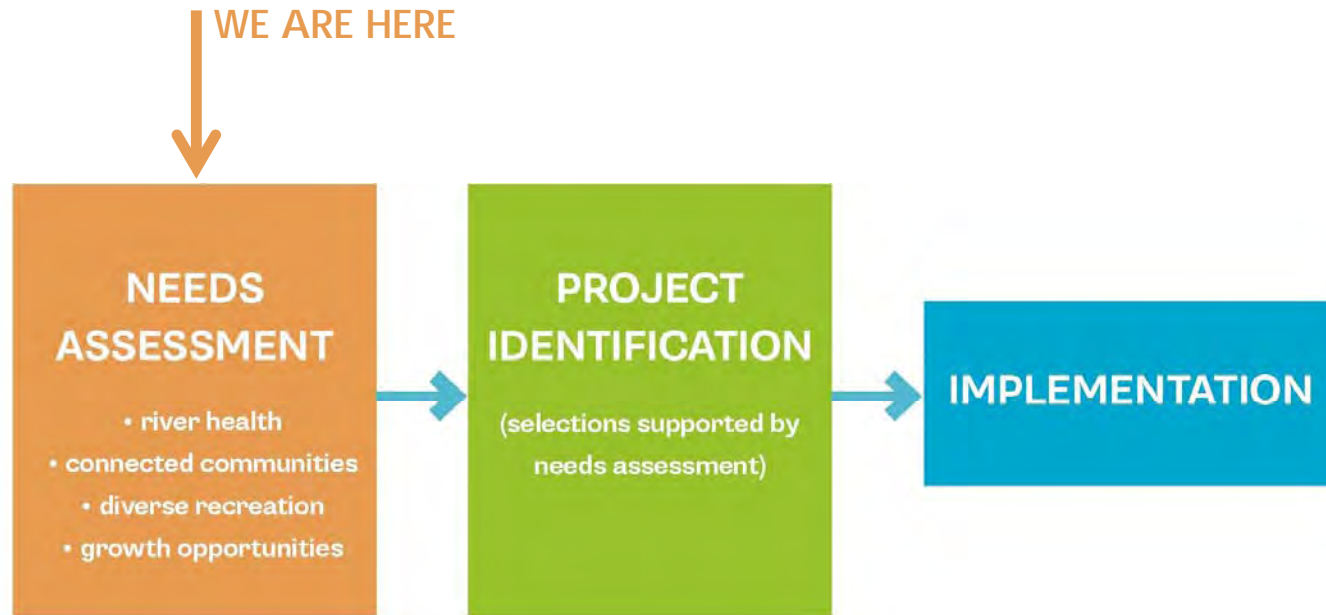 WE ARE HERE
NEEDS
ASSESSMENT
• river health
• connected communities
• diverse recreation
• growth opportunities
PROJECT
IDENTIFICATION
(selections supported by
needs assessment)
IMPLEMENTATION